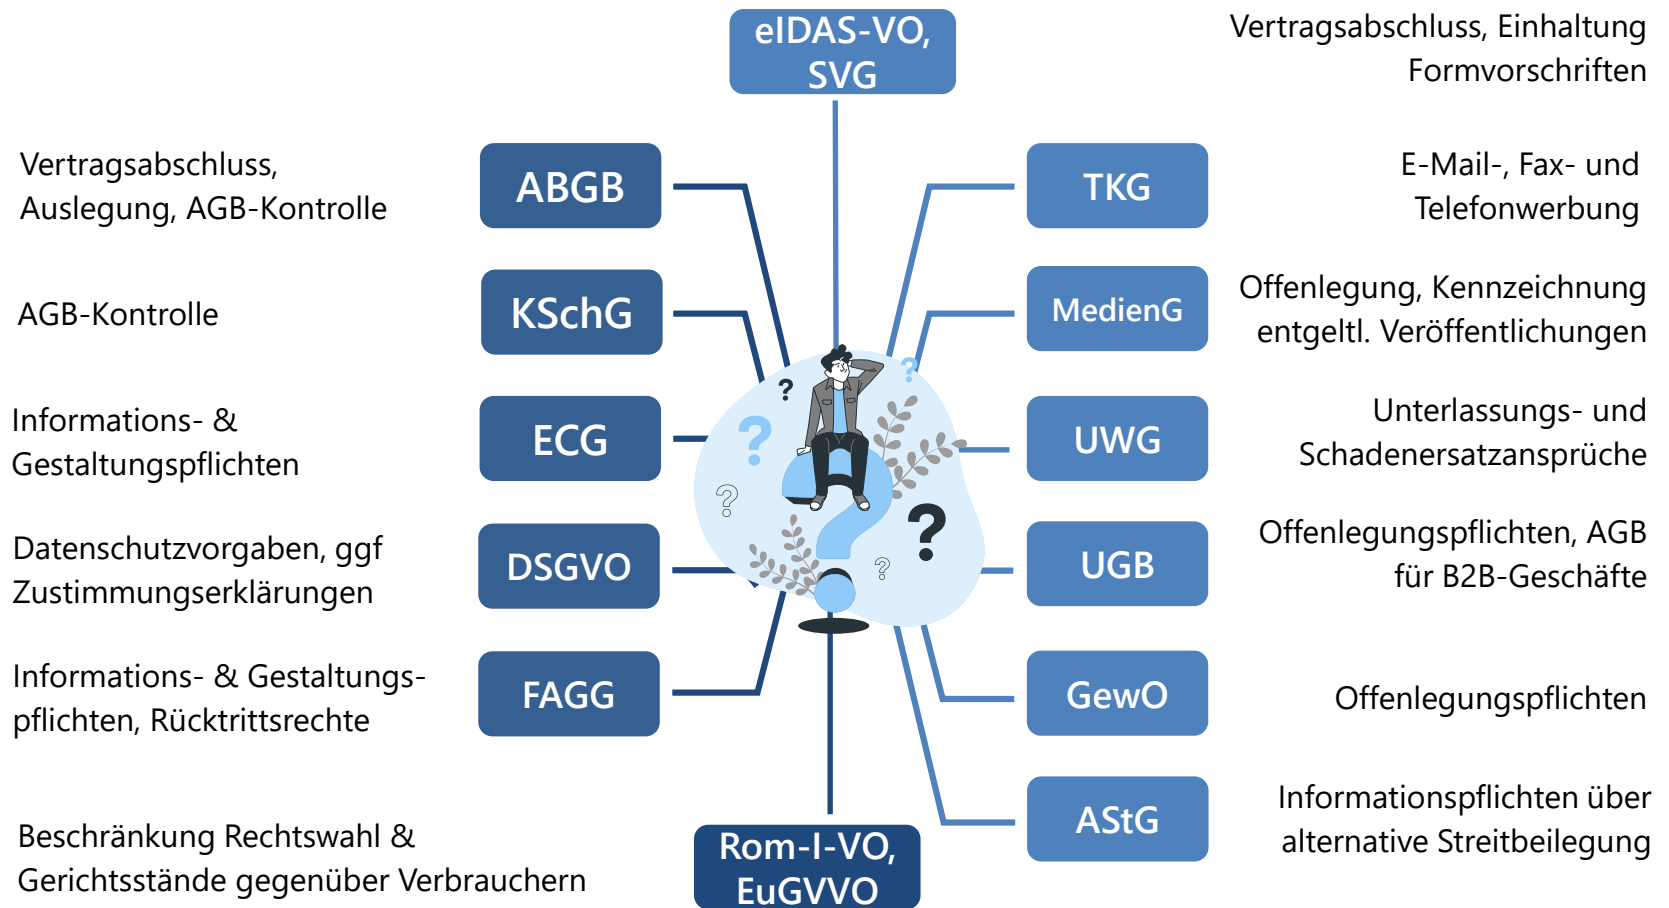 eIDAS-VO,
SVG
Vertragsabschluss, Einhaltung
Formvorschriften
Vertragsabschluss,
Auslegung, AGB-Kontrolle
ABGB
TKG
E-Mail-, Fax- und
Telefonwerbung
AGB-Kontrolle
KSchG
MedienG
Offenlegung, Kennzeichnung
entgeltl. Veröffentlichungen
Informations- &
Gestaltungspflichten
ECG
UWG
Unterlassungs- und
Schadenersatzansprüche
Datenschutzvorgaben, ggf
Zustimmungserklärungen
DSGVO
UGB
Offenlegungspflichten, AGB
für B2B-Geschäfte
Informations- & Gestaltungs-
pflichten, Rücktrittsrechte
FAGG
GewO
Offenlegungspflichten
Beschränkung Rechtswahl &
Gerichtsstände gegenüber Verbrauchern
Rom-I-VO,
EuGVVO
AStG
Informationspflichten über
alternative Streitbeilegung
? ? ? ? ? ? ?